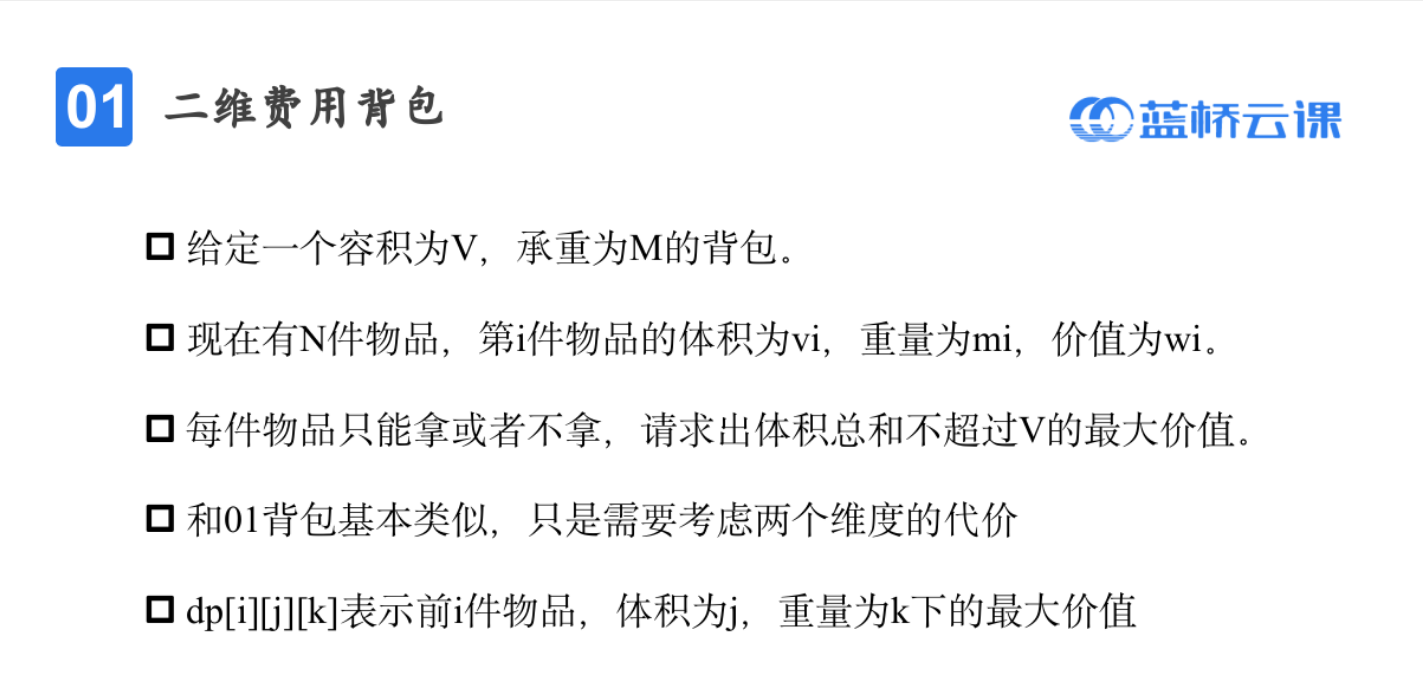 01 二维费用背包
蓝桥云课
给定一个容积为V，承重为M的背包。
现在有N件物品，第i件物品的体积为vi，重量为mi，价值为wi。
每件物品只能拿或者不拿，请求出体积总和不超过V的最大价值。
和01背包基本类似，只是需要考虑两个维度的代价
dp[i][j][k]表示前i件物品，体积为j，重量为k下的最大价值